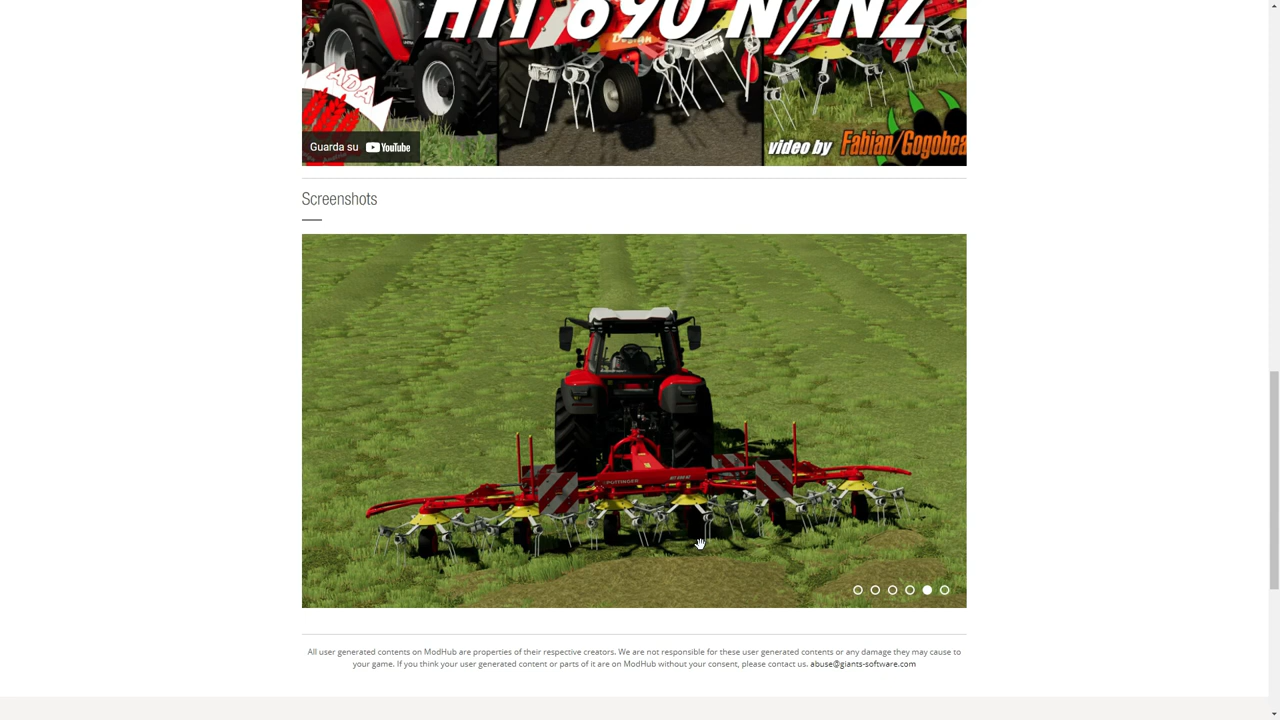 HIT 690 N/NZ
ADA
Guarda su YouTube
video by Fabian/Gogobea
Screenshots
PÖTTINGER
All user generated contents on ModHub are properties of their respective creators. We are not responsible for these user generated contents or any damage they may cause to
your game. If you think your user generated content or parts of it are on ModHub without your consent, please contact us. abuse@giants-software.com